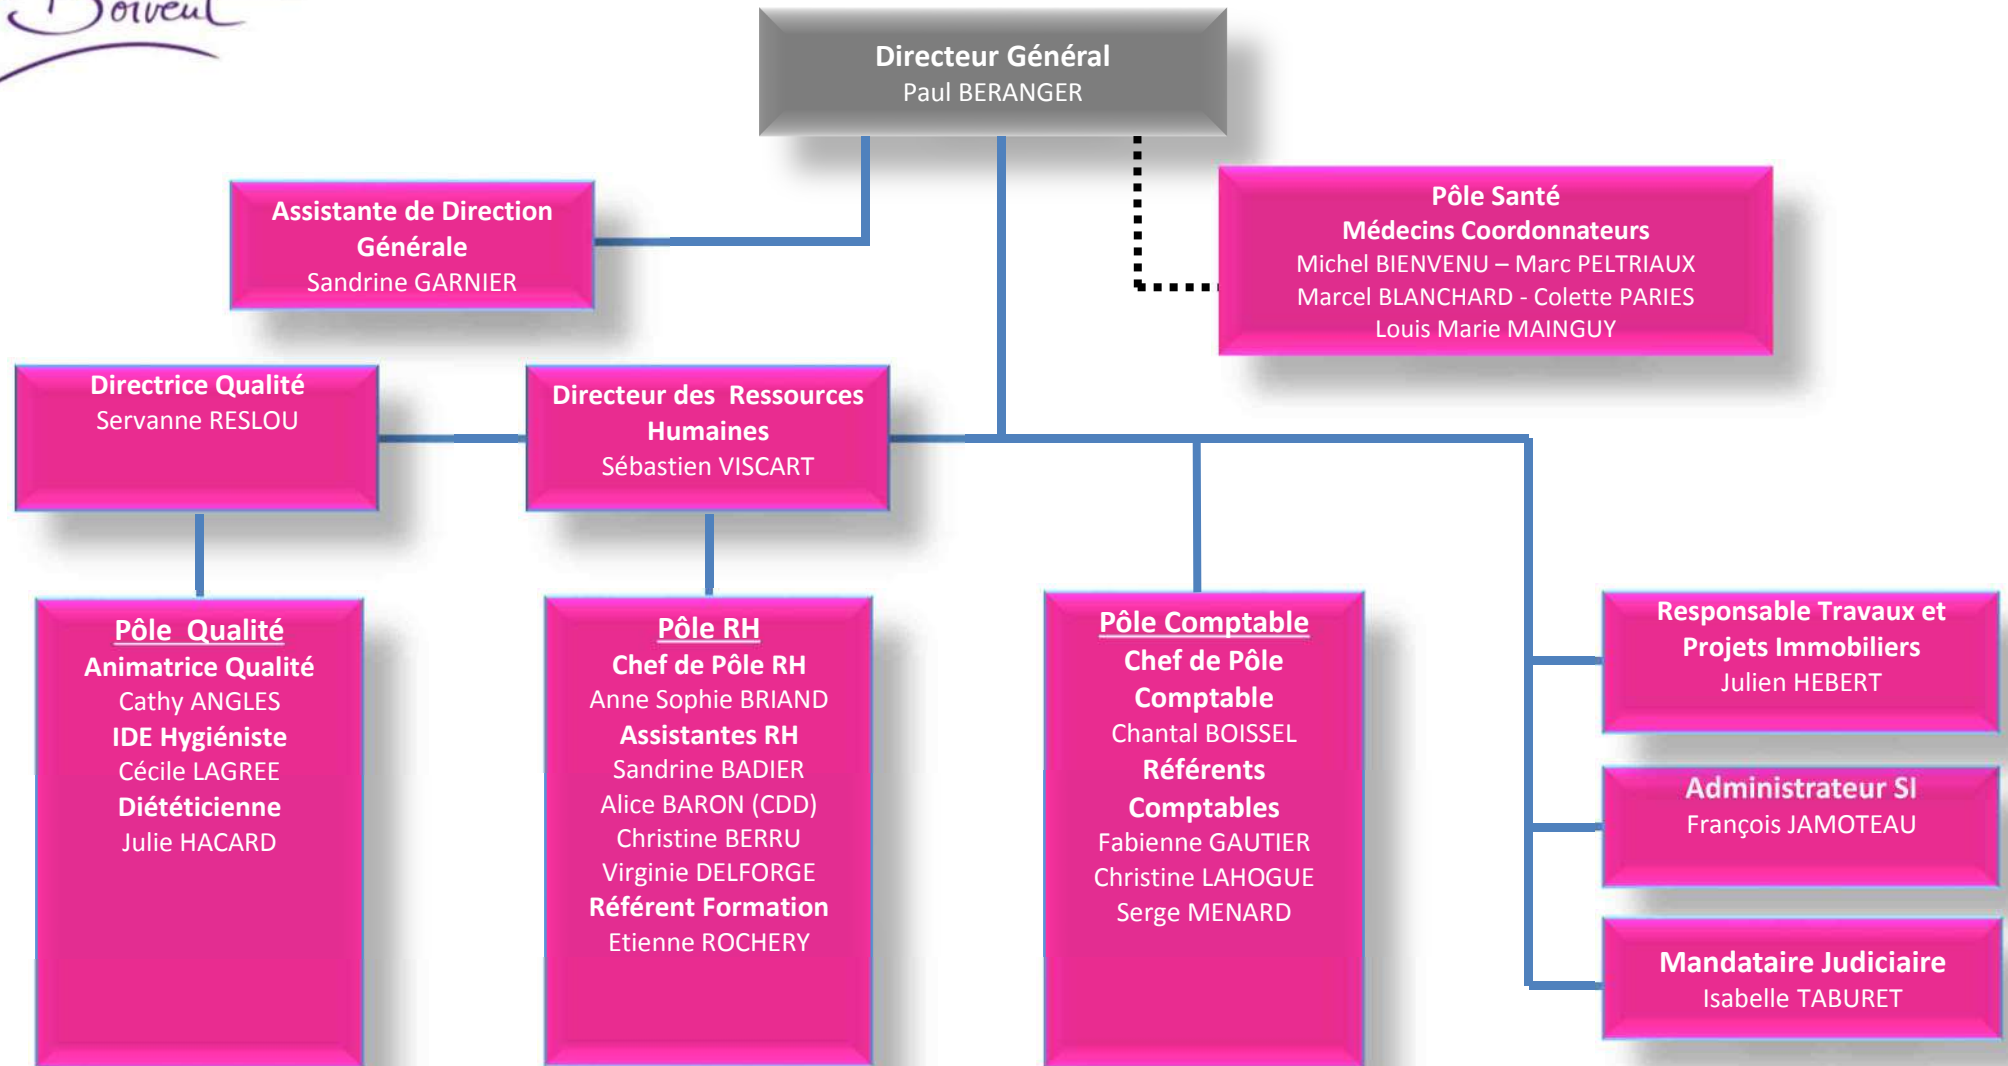 Directeur Général
Paul BERANGER
Assistante de Direction
Générale
Sandrine GARNIER
Pôle Santé
Médecins Coordonnateurs
Michel BIENVENU – Marc PELTRIAUX
Marcel BLANCHARD - Colette PARIES
Louis Marie MAINGUY
Directrice Qualité
Servanne RESLOU
Directeur des Ressources
Humaines
Sébastien VISCART
Pôle Qualité
Animatrice Qualité
Cathy ANGLES
IDE Hygiéniste
Cécile LAGREE
Diététicienne
Julie HACARD
Pôle RH
Chef de Pôle RH
Anne Sophie BRIAND
Assistantes RH
Sandrine BADIER
Alice BARON (CDD)
Christine BERRU
Virginie DELFORGE
Référent Formation
Etienne ROCHERY
Pôle Comptable
Chef de Pôle
Comptable
Chantal BOISSEL
Référents
Comptables
Fabienne GAUTIER
Christine LAHOGUE
Serge MENARD
Responsable Travaux et
Projets Immobiliers
Julien HEBERT
Administrateur SI
François JAMOTEAU
Mandataire Judiciaire
Isabelle TABURET